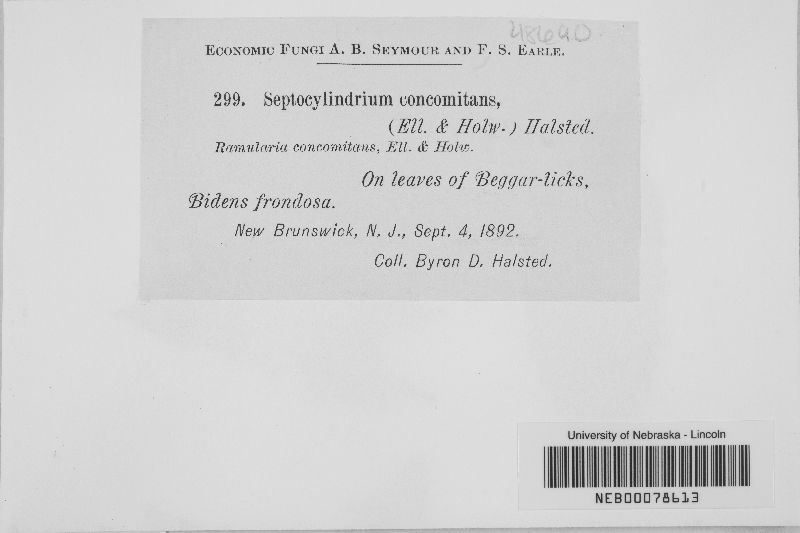 48640
ECONOMIC FUNGI A. B. SEYMOUR AND F. S. EARLE.
299. Septocylindrium concomitans,
(Ell. & Holw.) Halsted.
Ramularia concomitans, Ell. & Holw.
On leaves of Beggar-ticks,
Bidens frondosa.
New Brunswick, N. J., Sept. 4, 1892.
Coll. Byron D. Halsted.
University of Nebraska - Lincoln
NEB00078613